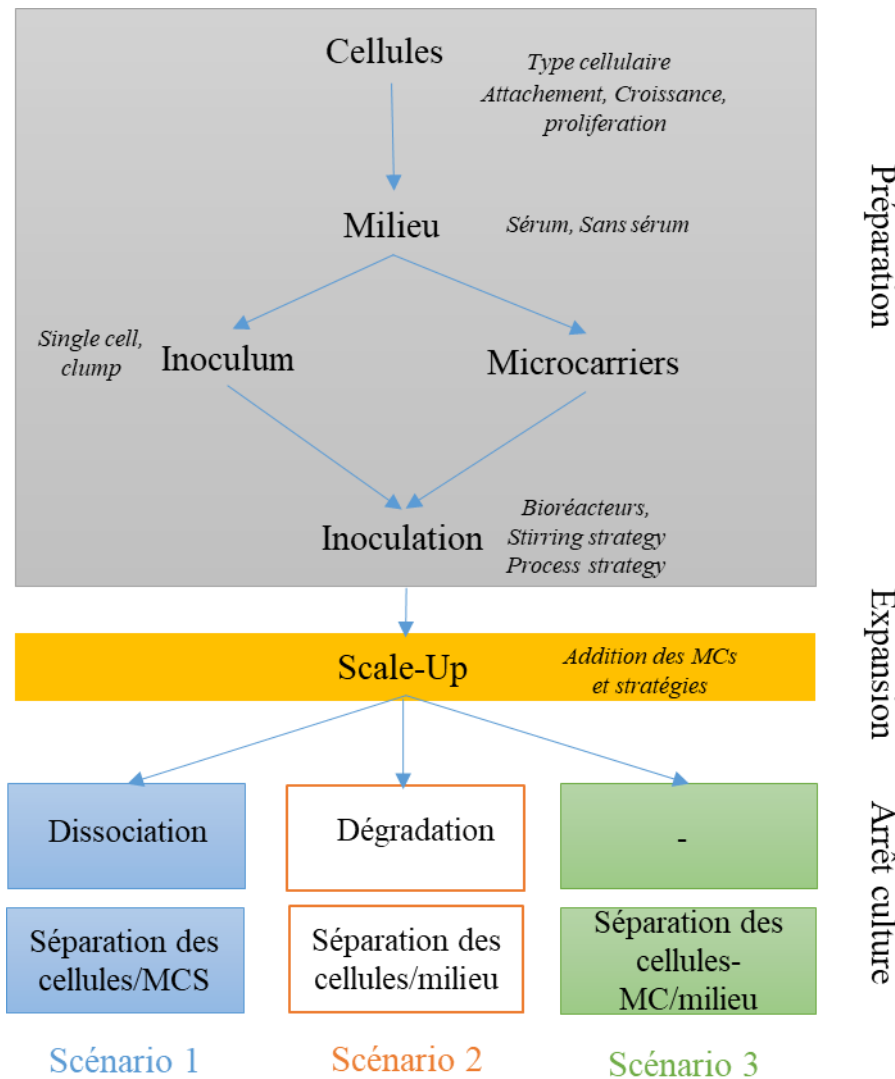 Cellules
Type cellulaire
Attachement, Croissance,
proliferation
Milieu
Sérum, Sans sérum
Single cell,
clump
Inoculum
Microcarriers
Inoculation
Bioréacteurs,
Stirring strategy
Process strategy
Préparation
Scale-Up
Addition des MCs
et stratégies
Expansion
Dissociation
Dégradation
-
Séparation des
cellules/MCS
Séparation des
cellules/milieu
Séparation des
cellules-
MC/milieu
Arrêt culture
Scénario 1
Scénario 2
Scénario 3